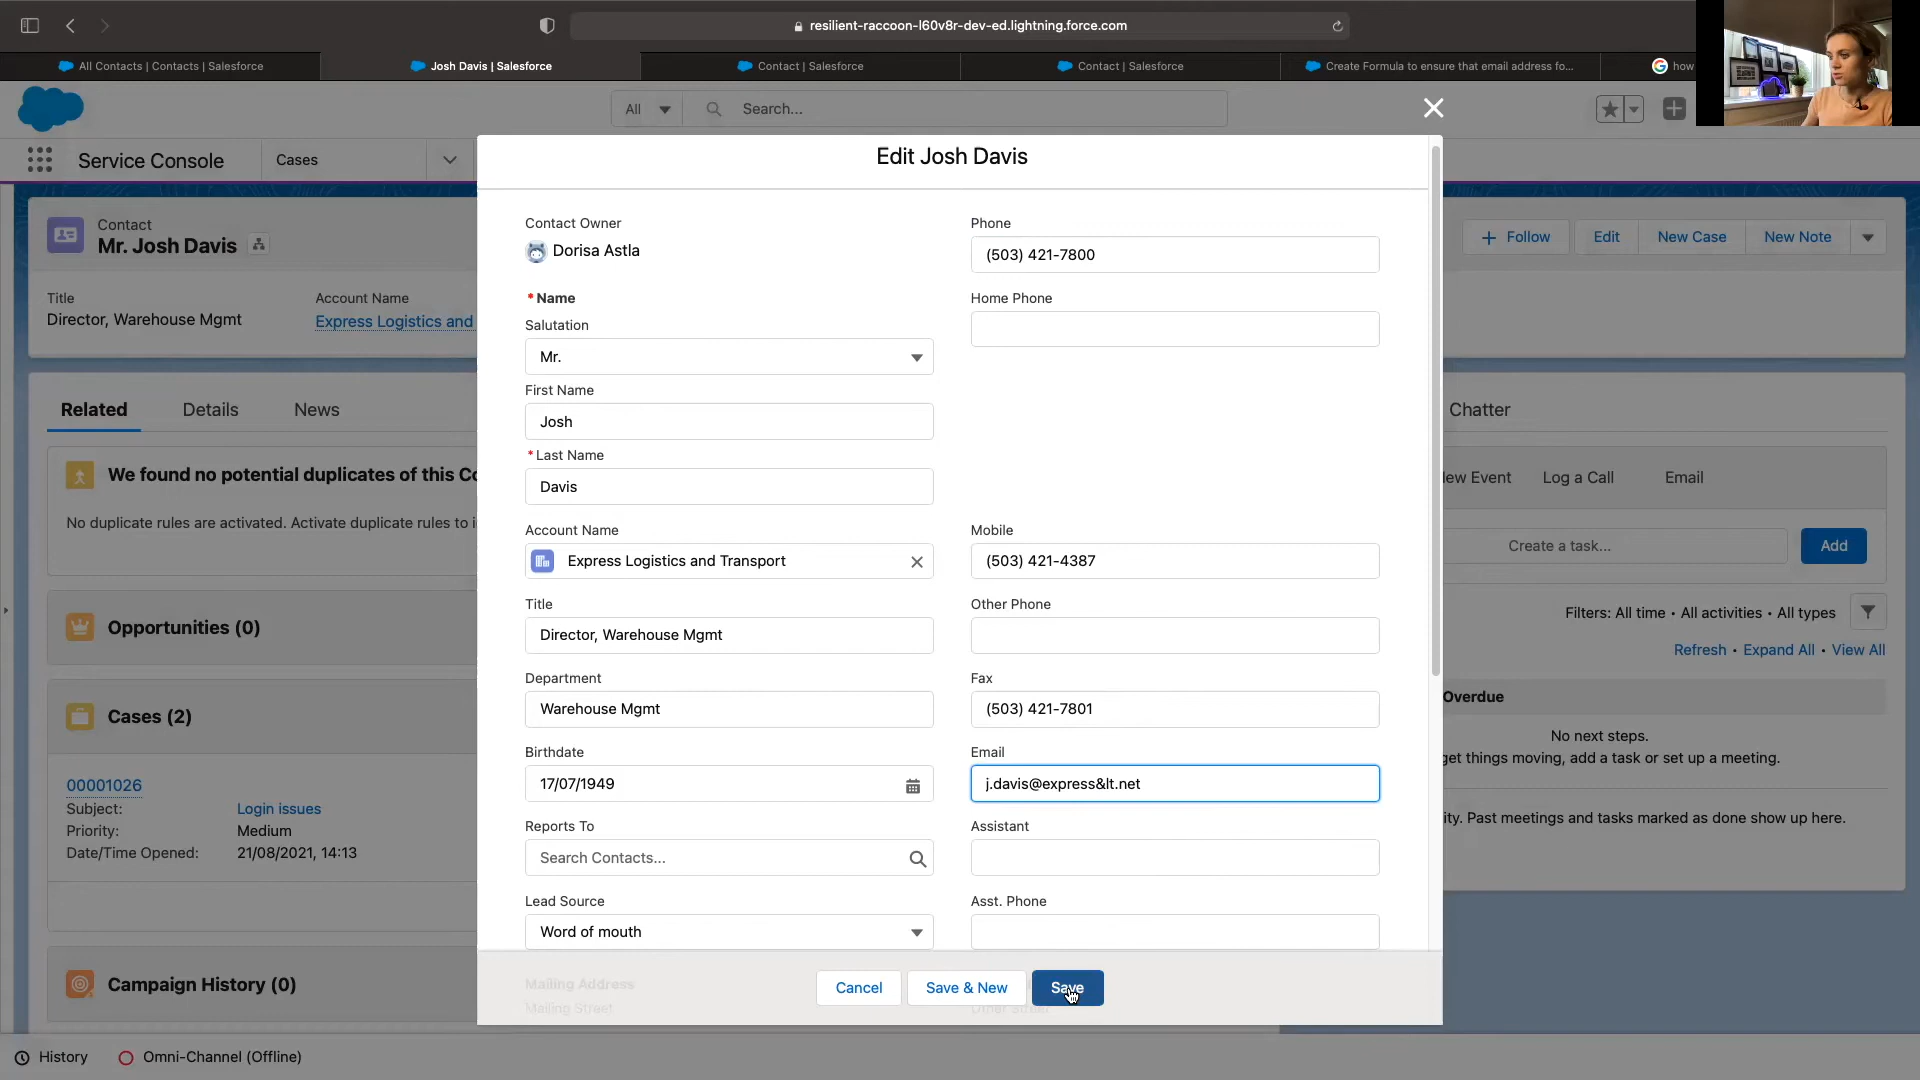 resilient-raccoon-l60v8r-dev-ed.lightning.force.com
All Contacts | Contacts | Salesforce
Josh Davis | Salesforce
Contact | Salesforce
Contact | Salesforce
Create Formula to ensure that email address fo...
how
All
Search...
Service Console
Cases
Edit Josh Davis
Contact
Mr. Josh Davis
Follow
Edit
New Case
New Note
Title
Director, Warehouse Mgmt
Account Name
Express Logistics and
Related
Details
News
We found no potential duplicates of this Co
No duplicate rules are activated. Activate duplicate rules to i
Opportunities (0)
Cases (2)
00001026
Subject:
Login issues
Priority:
Medium
Date/Time Opened:
21/08/2021, 14:13
Campaign History (0)
Contact Owner
Dorisa Astla
*Name
Salutation
Mr.
First Name
Josh
*Last Name
Davis
Account Name
Express Logistics and Transport
Title
Director, Warehouse Mgmt
Department
Warehouse Mgmt
Birthdate
17/07/1949
Reports To
Search Contacts...
Lead Source
Word of mouth
Mailing Address
Mailing Street
Phone
(503) 421-7800
Home Phone
Mobile
(503) 421-4387
Other Phone
Fax
(503) 421-7801
Email
j.davis@express&lt.net
Assistant
Asst. Phone
Other Street
Cancel
Save & New
Save
Chatter
ew Event
Log a Call
Email
Create a task...
Add
Filters: All time • All activities • All types
Refresh • Expand All • View All
Overdue
No next steps.
get things moving, add a task or set up a meeting.
ity. Past meetings and tasks marked as done show up here.
History
Omni-Channel (Offline)